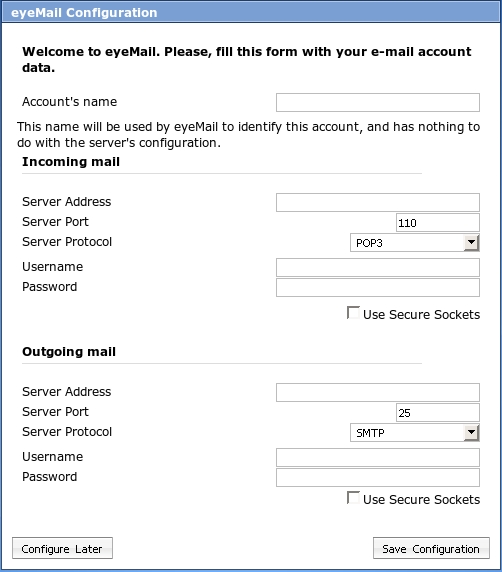 eyeMail Configuration
Welcome to eyeMail. Please, fill this form with your e-mail account
data.
Account's name
This name will be used by eyeMail to identify this account, and has nothing to
do with the server's configuration.
Incoming mail
Server Address
Server Port 110
Server Protocol POP3
Username
Password
Use Secure Sockets
Outgoing mail
Server Address
Server Port 25
Server Protocol SMTP
Username
Password
Use Secure Sockets
Configure Later Save Configuration